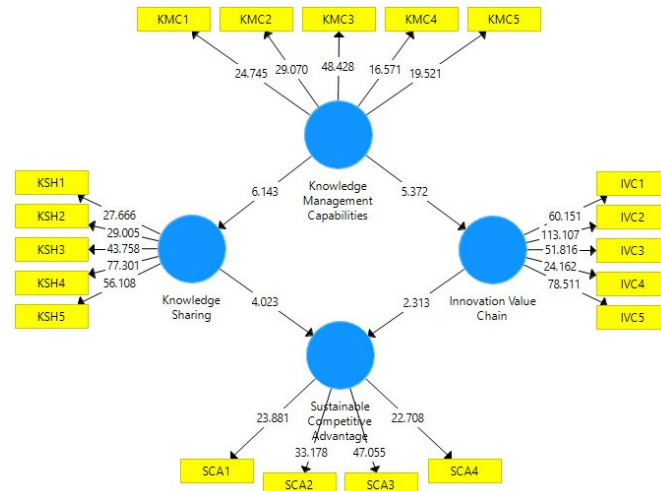 KMC1
KMC2
KMC3
KMC4
KMC5
24.745
29.070
48.428
16.571
19.521
Knowledge
Management
Capabilities
6.143
5.372
KSH1
KSH2
KSH3
KSH4
KSH5
27.666
29.005
43.758
77.301
56.108
Knowledge
Sharing
IVC1
IVC2
IVC3
IVC4
IVC5
60.151
113.107
51.816
24.162
78.511
Innovation Value
Chain
4.023
2.313
Sustainable
Competitive
Advantage
23.881
33.178
47.055
22.708
SCA1
SCA2
SCA3
SCA4